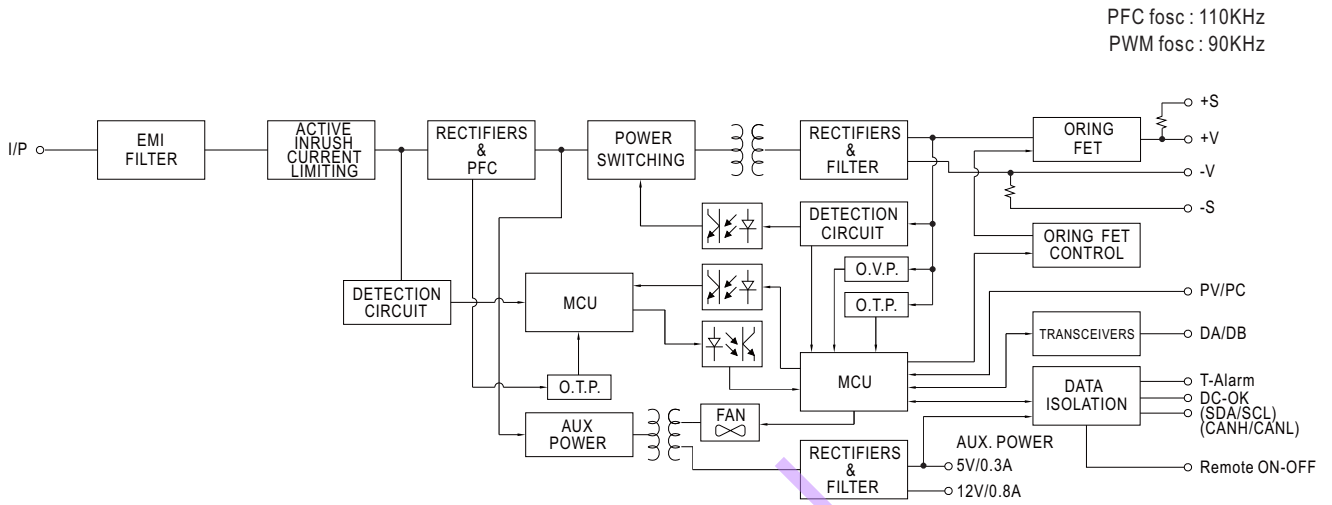 PFC fosc : 110KHz
PWM fosc : 90KHz
I/P
EMI
FILTER
ACTIVE
INRUSH
CURRENT
LIMITING
RECTIFIERS
&
PFC
POWER
SWITCHING
RECTIFIERS
&
FILTER
ORING
FET
+S
+V
-V
-S
DETECTION
CIRCUIT
ORING FET
CONTROL
O.V.P.
O.T.P.
DETECTION
CIRCUIT
MCU
PV/PC
TRANSCEIVERS
DA/DB
MCU
O.T.P.
DATA
ISOLATION
T-Alarm
DC-OK
(SDA/SCL)
(CANH/CANL)
AUX
POWER
FAN
RECTIFIERS
&
FILTER
AUX. POWER
5V/0.3A
12V/0.8A
Remote ON-OFF